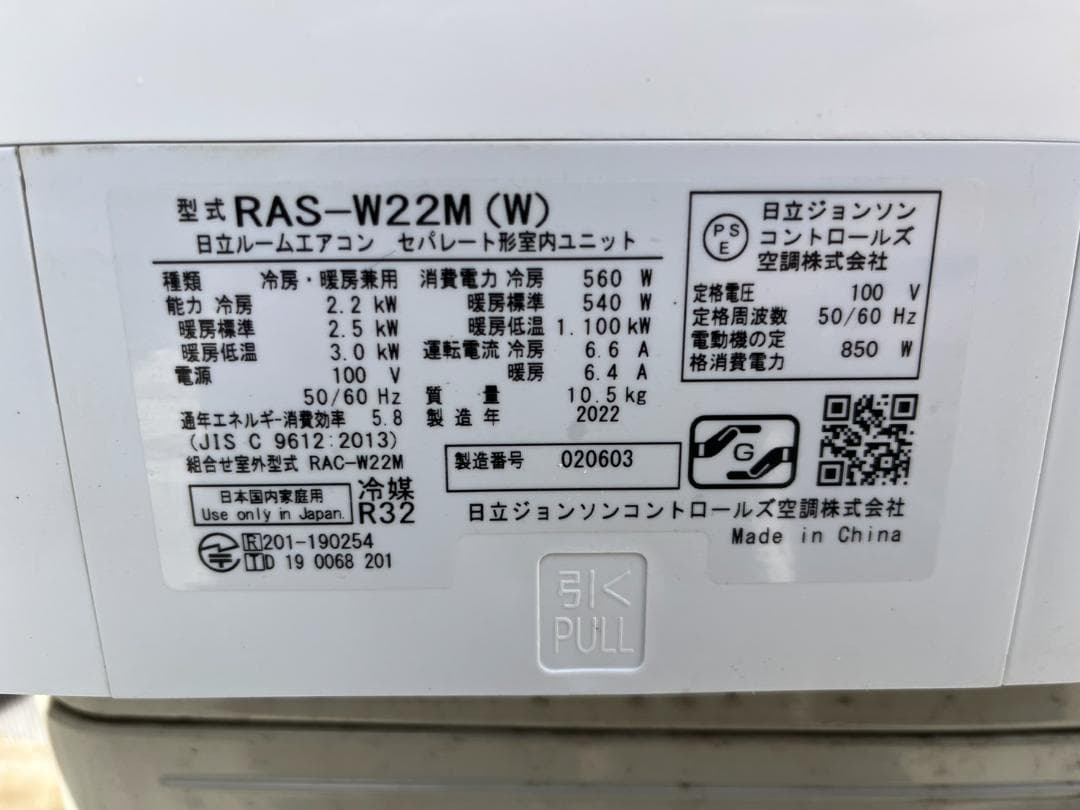 型式 RAS-W22M(W)
日立ルームエアコン セパレート形室内ユニット
種類 冷房・暖房兼用
能力 冷房 2.2 kW
暖房標準 2.5 kW
暖房低温 3.0 kW
電源 100 V
50/60 Hz
通年エネルギー消費効率 5.8
(JIS C 9612:2013)
組合せ室外型式 RAC-W22M
日本国内家庭用
Use only in Japan.
冷媒
R32
R 201-190254
T D 19 0068 201
消費電力 冷房 560 W
暖房標準 540 W
暖房低温 1.100 kW
運転電流 冷房 6.6 A
暖房 6.4 A
質量 10.5 kg
製造年 2022
製造番号 020603
PS
E
日立ジョンソン
コントロールズ
空調株式会社
定格電圧 100 V
定格周波数 50/60 Hz
電動機の定
格消費電力 850 W
G
日立ジョンソンコントロールズ空調株式会社
Made in China
引く
PULL